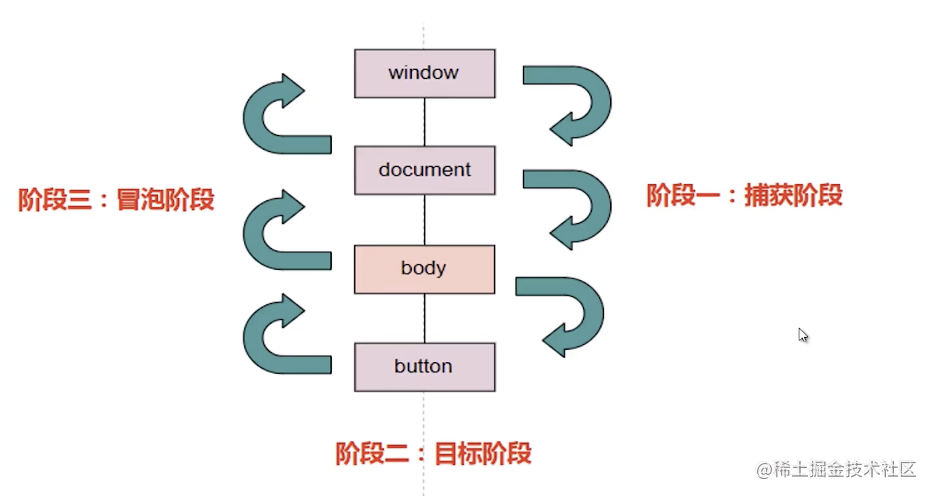 window
document
阶段三：冒泡阶段
阶段一：捕获阶段
body
button
阶段二：目标阶段
@稀土掘金技术社区